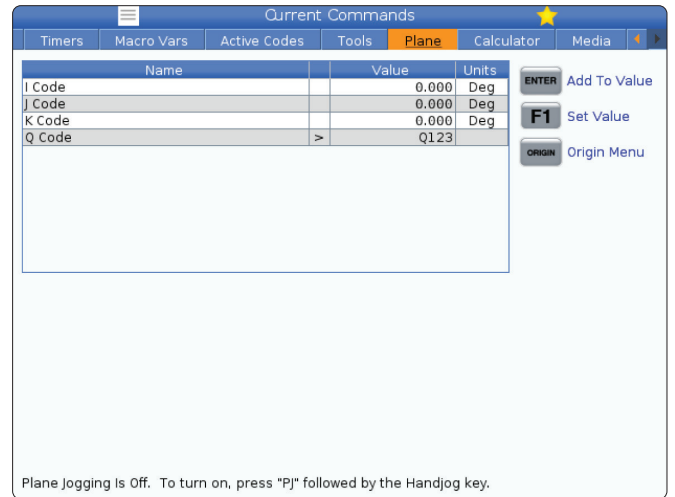 Current Commands
Timers Macro Vars Active Codes Tools Plane Calculator Media
Name Value Units
I Code 0.000 Deg
J Code 0.000 Deg
K Code 0.000 Deg
Q Code > Q123
ENTER Add To Value
F1 Set Value
ORIGIN Origin Menu
Plane Jogging Is Off. To turn on, press "PJ" followed by the Handjog key.